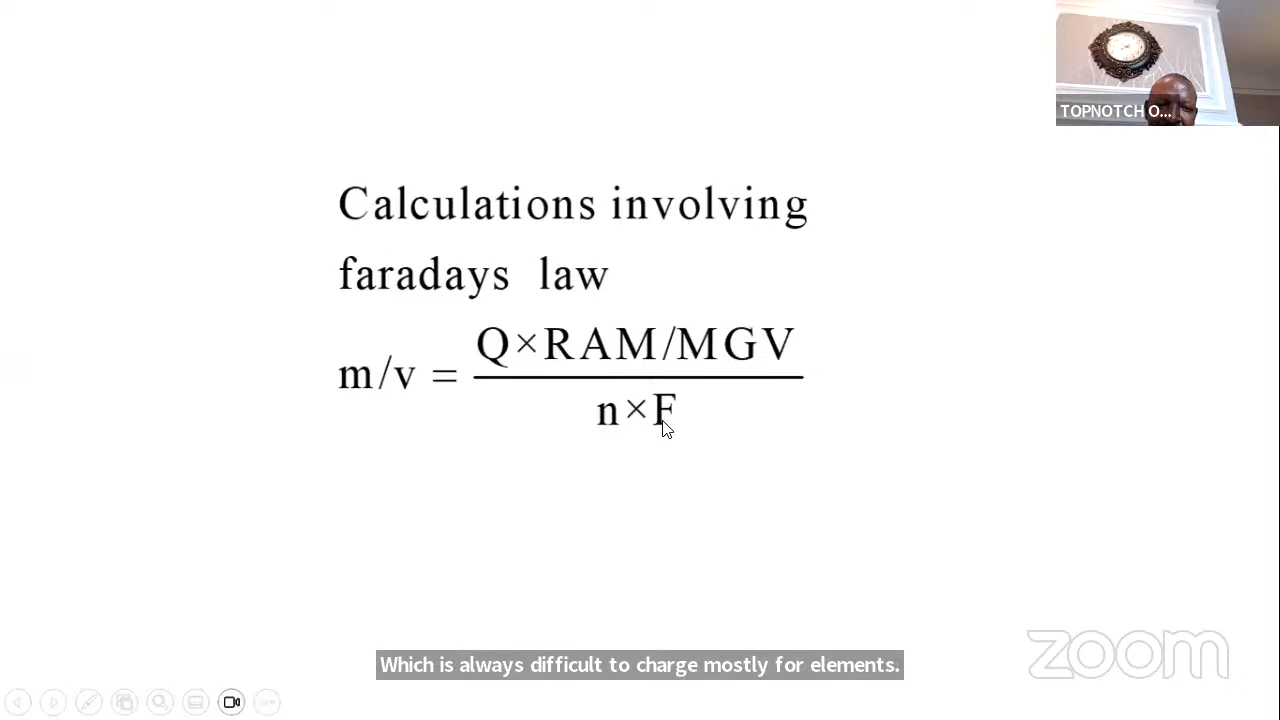 TOPNOTCH O...
Calculations involving
faradays law
m/v = Q×RAM/MGV
n×F
Which is always difficult to charge mostly for elements.
zoom